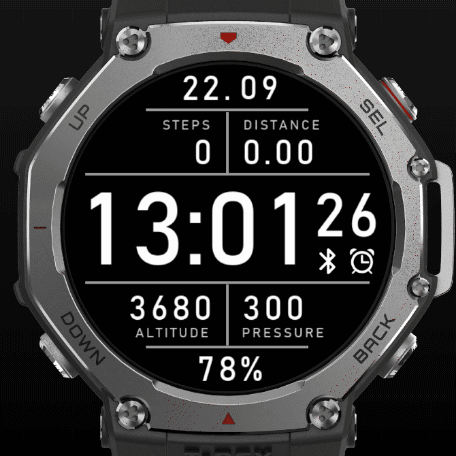 22.09
UP
SEL
STEPS DISTANCE
0 0.00
13:01 26
3680 300
ALTITUDE PRESSURE
DOWN
BACK
78%